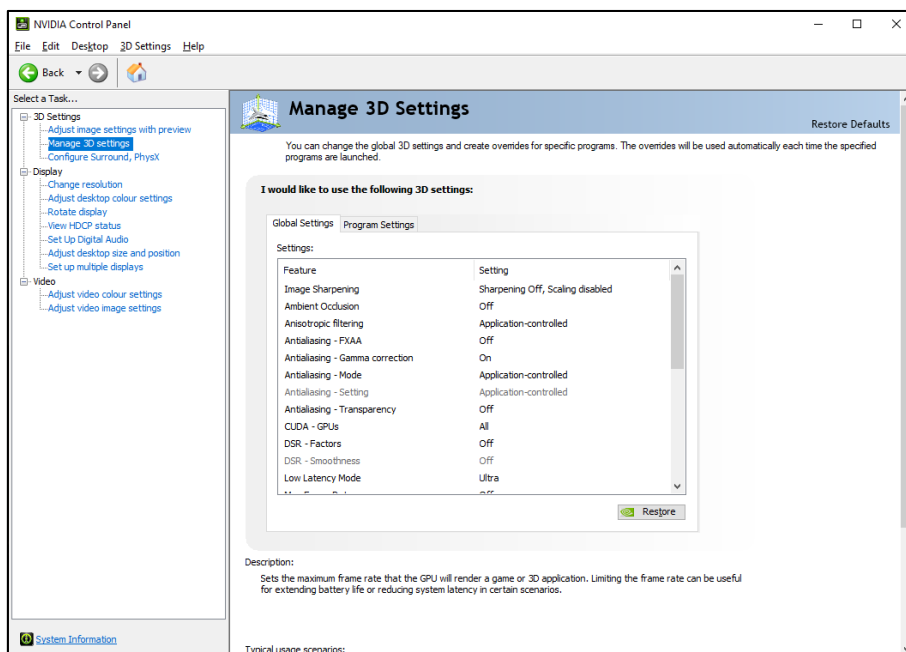 NVIDIA Control Panel
File Edit Desktop 3D Settings Help
Back
Select a Task...
3D Settings
Adjust image settings with preview
Manage 3D settings
Configure Surround, PhysX
Display
Change resolution
Adjust desktop colour settings
Rotate display
View HDCP status
Set Up Digital Audio
Adjust desktop size and position
Set up multiple displays
Video
Adjust video colour settings
Adjust video image settings
System Information
Manage 3D Settings
Restore Defaults
You can change the global 3D settings and create overrides for specific programs. The overrides will be used automatically each time the specified
programs are launched.
I would like to use the following 3D settings:
Global Settings Program Settings
Settings:
Feature Setting
Image Sharpening Sharpening Off, Scaling disabled
Ambient Occlusion Off
Anisotropic filtering Application-controlled
Antialiasing - FXAA Off
Antialiasing - Gamma correction On
Antialiasing - Mode Application-controlled
Antialiasing - Setting Application-controlled
Antialiasing - Transparency Off
CUDA - GPUs All
DSR - Factors Off
DSR - Smoothness Off
Low Latency Mode Ultra
Restore
Description:
Sets the maximum frame rate that the GPU will render a game or 3D application. Limiting the frame rate can be useful
for extending battery life or reducing system latency in certain scenarios.
Typical usage scenarios: